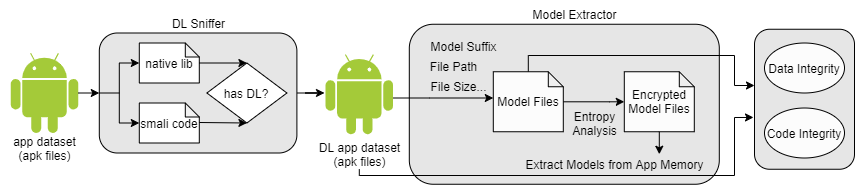 DL Sniffer
native lib
smali code
has DL?
app dataset
(apk files)
DL app dataset
(apk files)
Model Extractor
Model Suffix
File Path
File Size...
Model Files
Entropy
Analysis
Encrypted
Model Files
Extract Models from App Memory
Data Integrity
Code Integrity